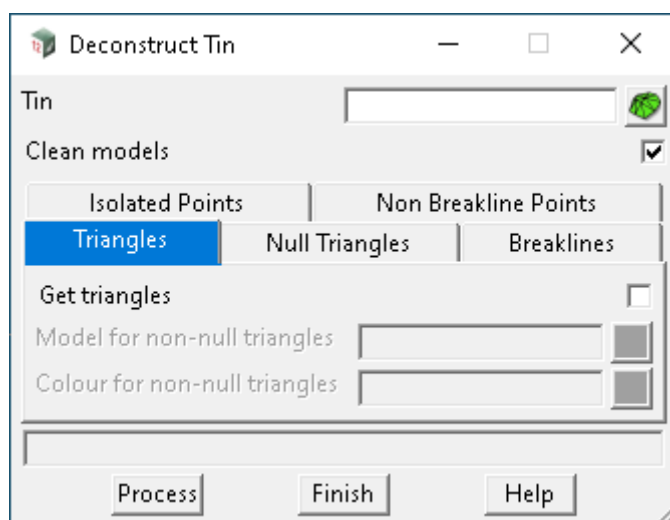 Deconstruct Tin
Tin
Clean models
Isolated Points Non Breakline Points
Triangles Null Triangles Breaklines
Get triangles
Model for non-null triangles
Colour for non-null triangles
Process Finish Help